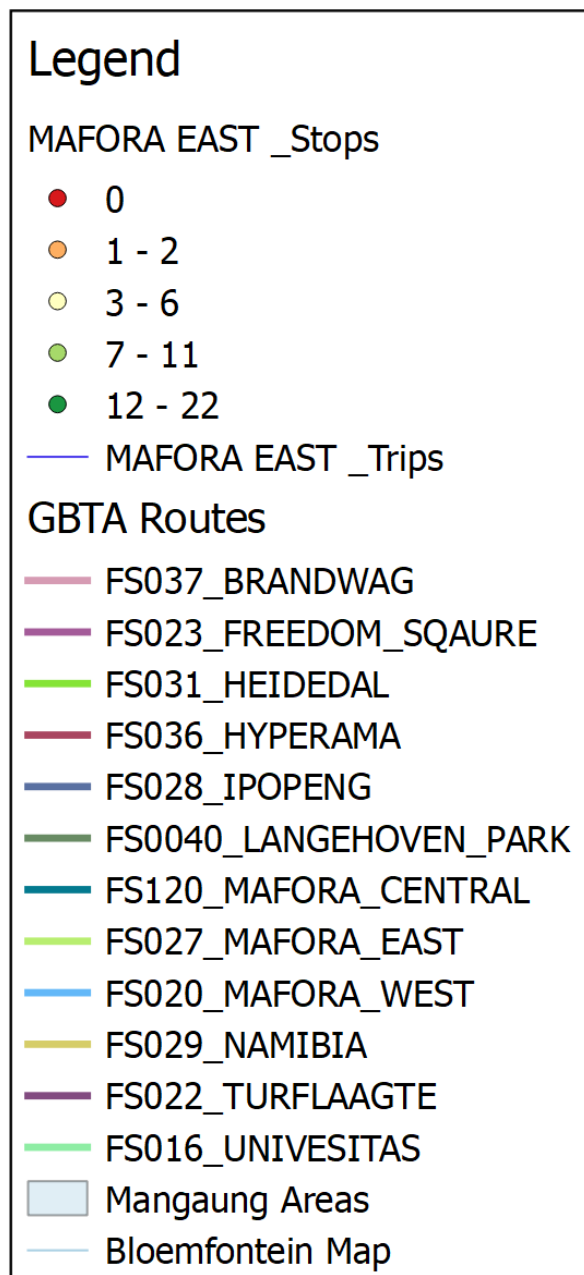 Legend
MAFORA EAST _Stops
0
1 - 2
3 - 6
7 - 11
12 - 22
MAFORA EAST _Trips
GBTA Routes
FS037_BRANDWAG
FS023_FREEDOM_SQAURE
FS031_HEIDEDAL
FS036_HYPERAMA
FS028_IPOPENG
FS0040_LANGEHOVEN_PARK
FS120_MAFORA_CENTRAL
FS027_MAFORA_EAST
FS020_MAFORA_WEST
FS029_NAMIBIA
FS022_TURFLAAGTE
FS016_UNIVESITAS
Mangaung Areas
Bloemfontein Map